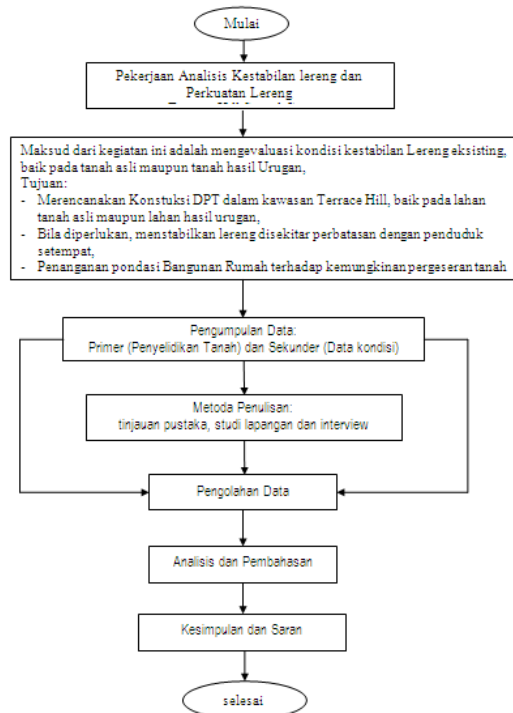 Mulai
Pekerjaan Analisis Kestabilan lereng dan
Perkuatan Lereng
Maksud dari kegiatan ini adalah mengevaluasi kondisi kestabilan Lereng eksisting,
baik pada tanah asli maupun tanah hasil Urugan,
Tujuan:
- Merencanakan Konstuksi DPT dalam kawasan Terrace Hill, baik pada lahan
tanah asli maupun lahan hasil urugan,
- Bila diperlukan, menstabilkan lereng disekitar perbatasan dengan penduduk
setempat,
- Penanganan pondasi Bangunan Rumah terhadap kemungkinan pergeseran tanah
Pengumpulan Data:
Primer (Penyelidikan Tanah) dan Sekunder (Data kondisi)
Metoda Penulisan:
tinjauan pustaka, studi lapangan dan interview
Pengolahan Data
Analisis dan Pembahasan
Kesimpulan dan Saran
selesai